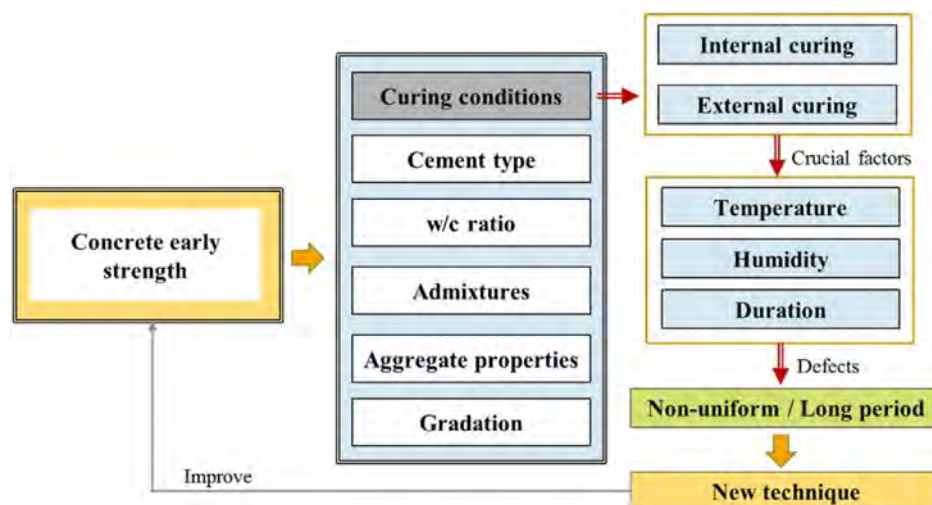 Concrete early
strength
Curing conditions
Cement type
w/c ratio
Admixtures
Aggregate properties
Gradation
Internal curing
External curing
Crucial factors
Temperature
Humidity
Duration
Defects
Non-uniform / Long period
New technique
Improve